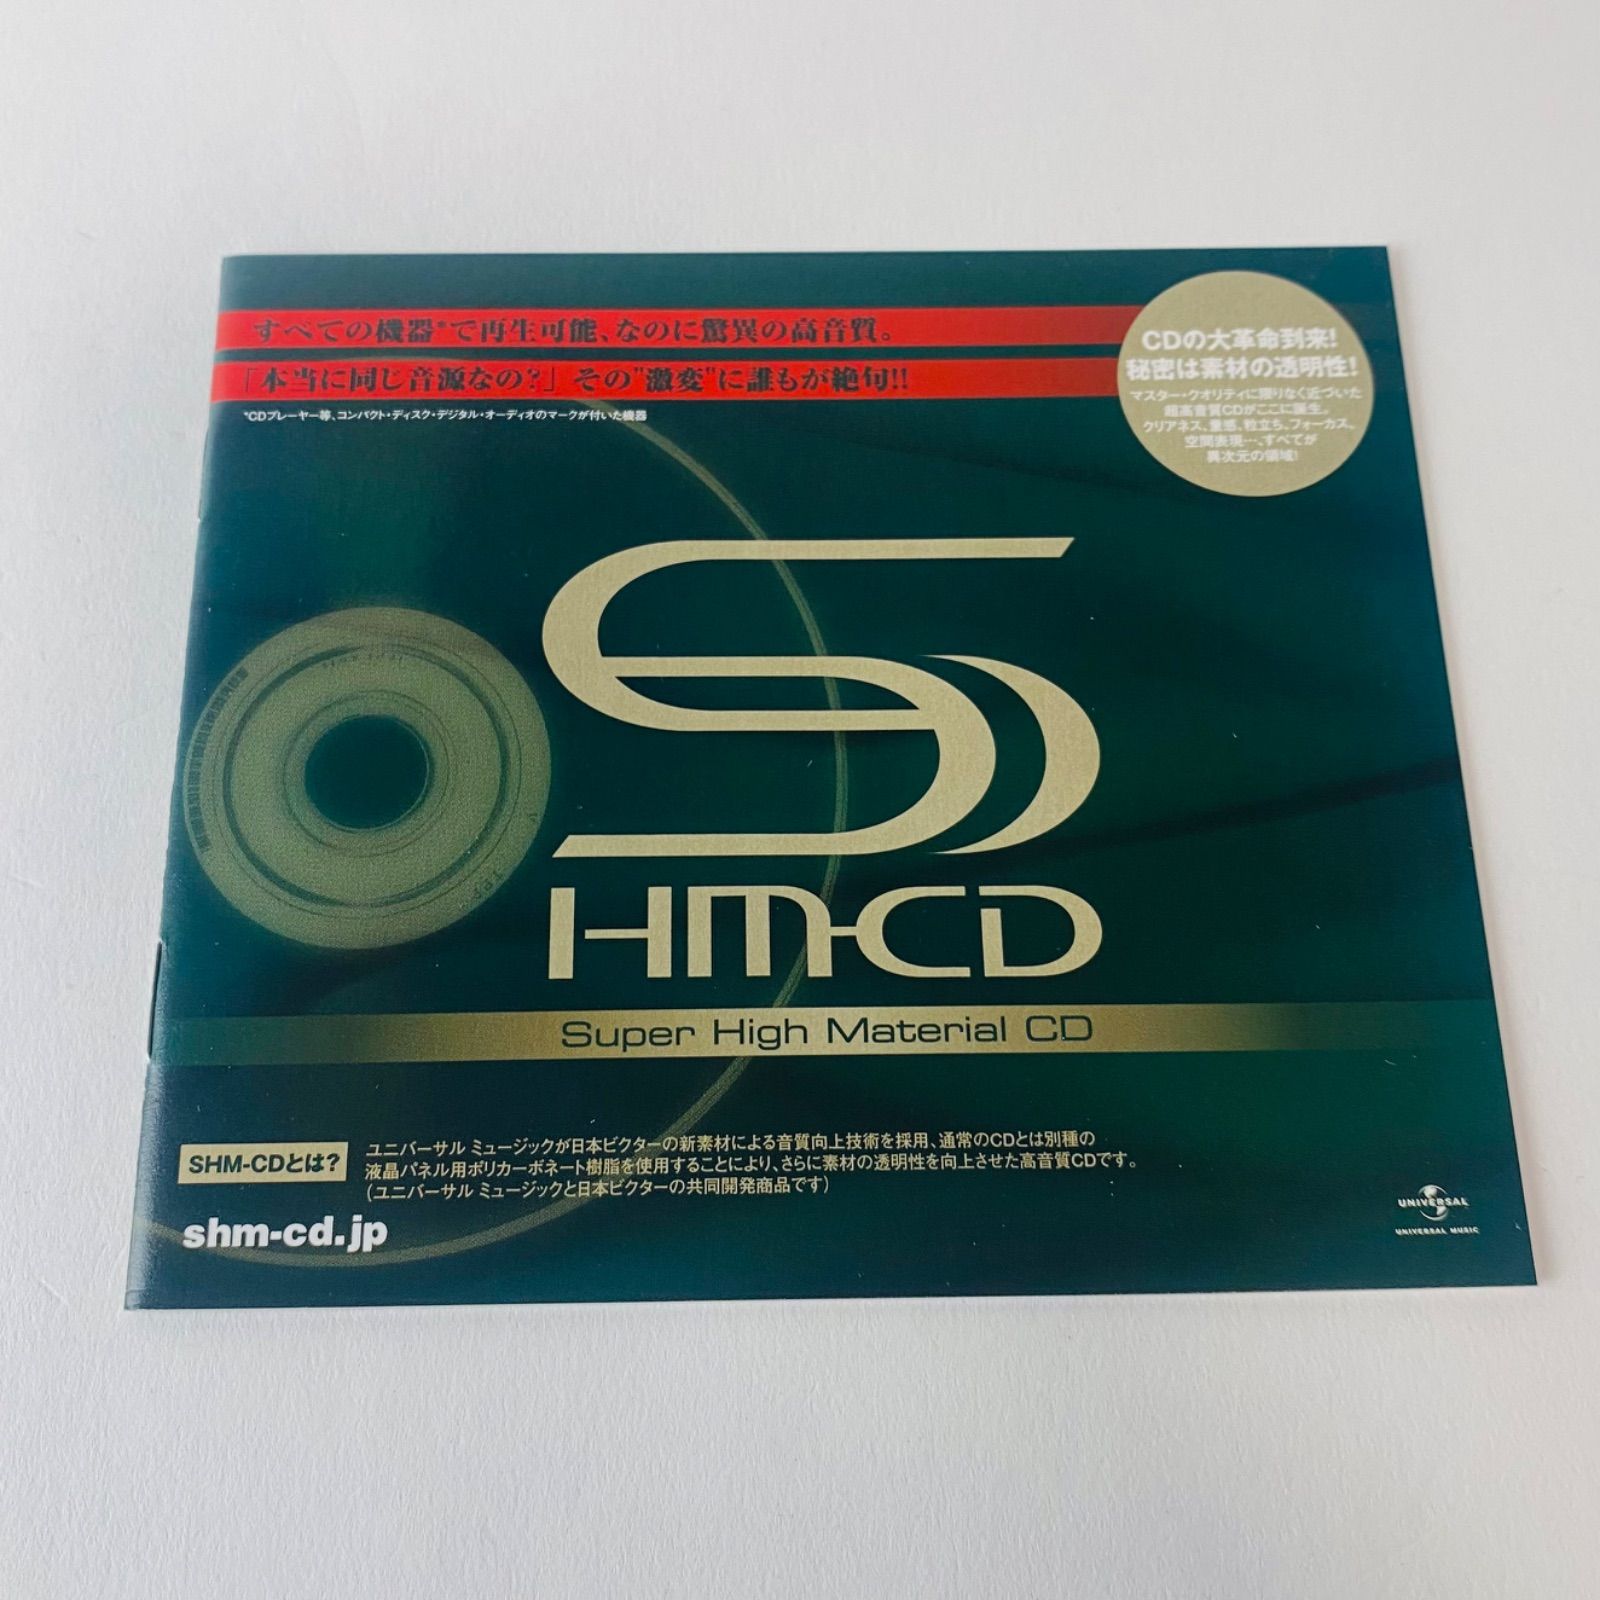 すべての機器*で再生可能、なのに驚異の高音質。
「本当に同じ音源なの?」その"激変"に誰もが絶句!!
*CDプレーヤー等、コンパクト・ディスク・デジタル・オーディオのマークが付いた機器
CDの大革命到来!
秘密は素材の透明性!
マスター・クオリティに限りなく近づいた
超高音質CDがここに誕生。
クリアネス、量感、粒立ち、フォーカス、
空間表現…、すべてが
異次元の領域!
S
HM-CD
Super High Material CD
SHM-CDとは?
ユニバーサル ミュージックが日本ビクターの新素材による音質向上技術を採用、通常のCDとは別種の
液晶パネル用ポリカーボネート樹脂を使用することにより、さらに素材の透明性を向上させた高音質CDです。
(ユニバーサル ミュージックと日本ビクターの共同開発商品です)
shm-cd.jp
UNIVERSAL
UNIVERSAL MUSIC